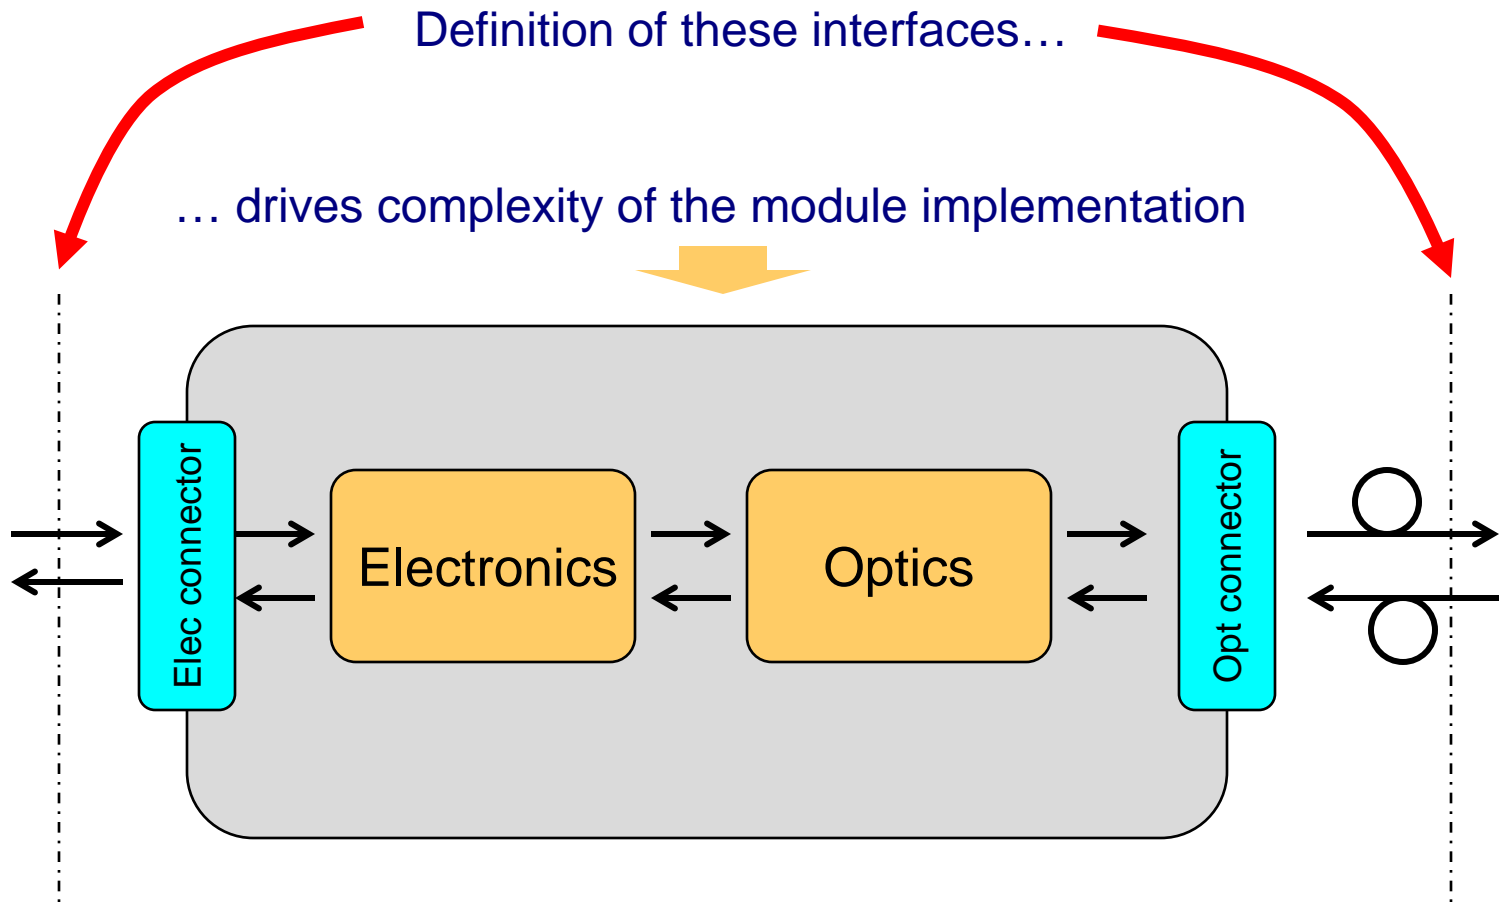 Definition of these interfaces…
… drives complexity of the module implementation
Elec connector
Electronics
Optics
Opt connector